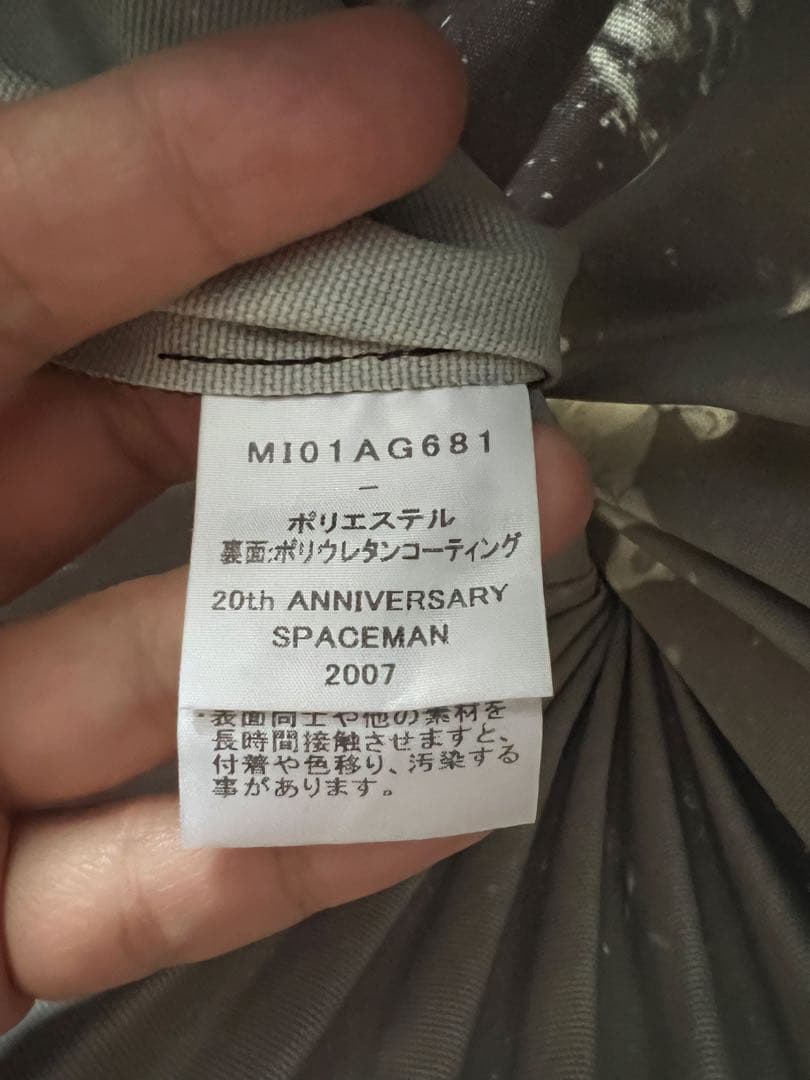 MI01AG681
—
ポリエステル
裏面:ポリウレタンコーティング
20th ANNIVERSARY
SPACEMAN
2007
・表面同士や他の素材を
長時間接触させますと、
付着や色移り、汚染する
事があります。